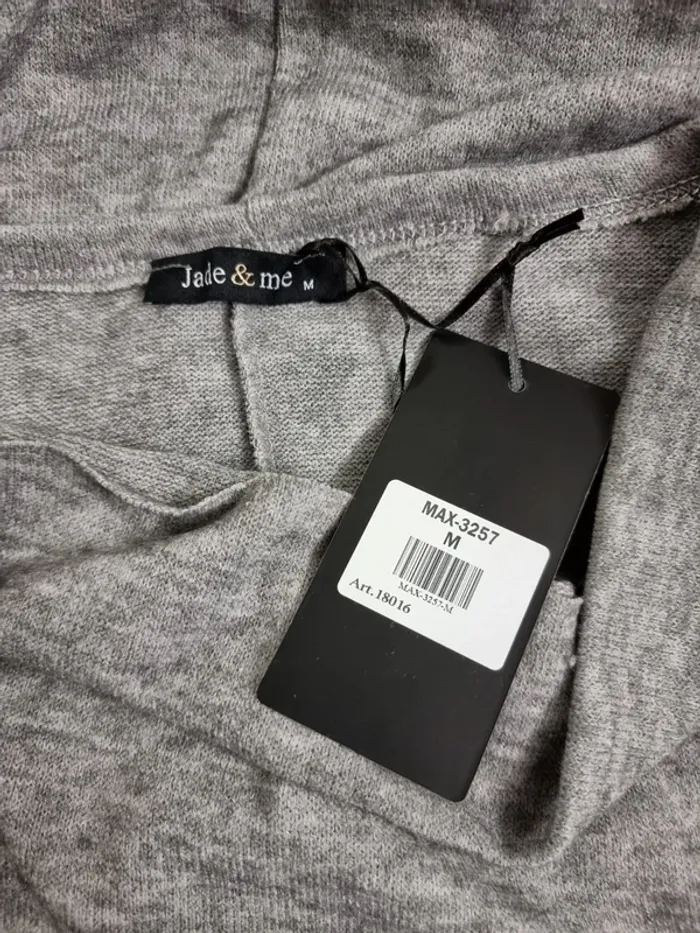 Jade & me M
MAX-3257
M
MAX-3257-M
Art.18016